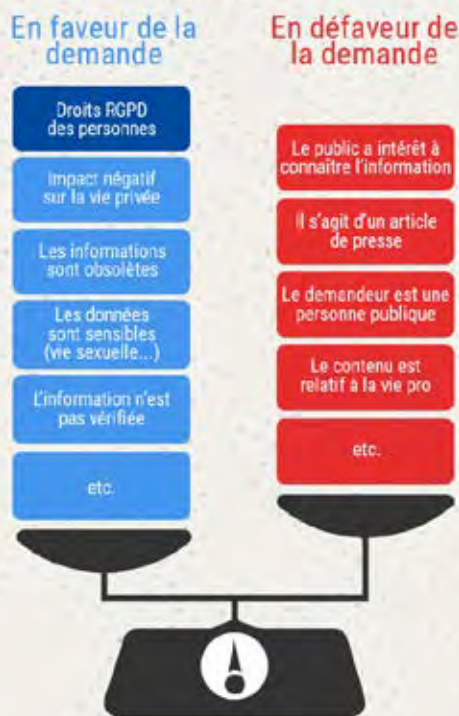 En faveur de la
demande
Droits RGPD
des personnes
Impact négatif
sur la vie privée
Les informations
sont obsolètes
Les données
sont sensibles
(vie sexuelle...)
L'information n'est
pas vérifiée
etc.
En défaveur de
la demande
Le public a intérêt à
connaître l'information
Il s'agit d'un article
de presse
Le demandeur est une
personne publique
Le contenu est
relatif à la vie pro
etc.